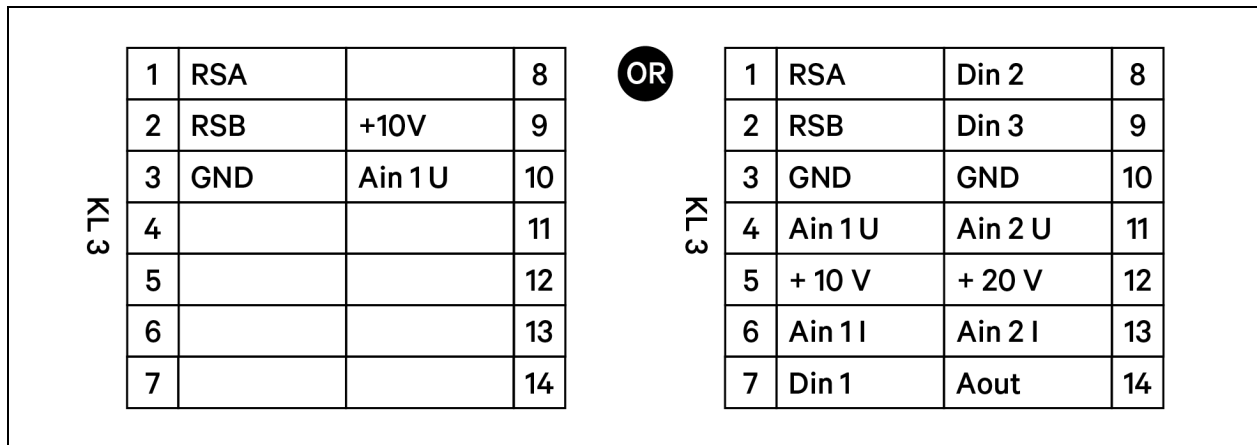 1 RSA 8 OR 1 RSA Din 2 8
2 RSB +10V 9 2 RSB Din 3 9
3 GND Ain 1 U 10 3 GND GND 10
KL 3 4 11 KL 3 4 Ain 1 U Ain 2 U 11
5 12 5 + 10 V + 20 V 12
6 13 6 Ain 1 I Ain 2 I 13
7 14 7 Din 1 Aout 14